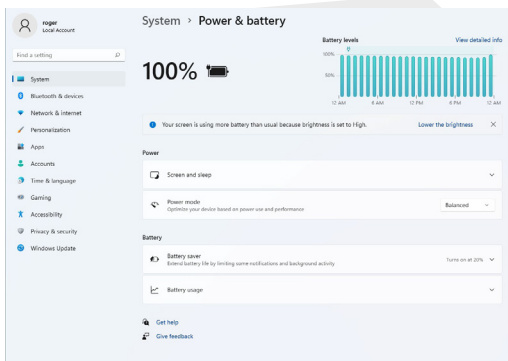 roger
Local Account
System > Power & battery
Find a setting
System
Bluetooth & devices
Network & internet
Personalization
Apps
Accounts
Time & language
Gaming
Accessibility
Privacy & security
Windows Update
100%
Battery levels
View detailed info
100%
50%
12 AM 6 AM 12 PM 6 PM 12 AM
Your screen is using more battery than usual because brightness is set to High.
Lower the brightness
Power
Screen and sleep
Power mode
Optimize your device based on power use and performance
Balanced
Battery
Battery saver
Extend battery life by limiting some notifications and background activity
Turns on at 20%
Battery usage
Get help
Give feedback